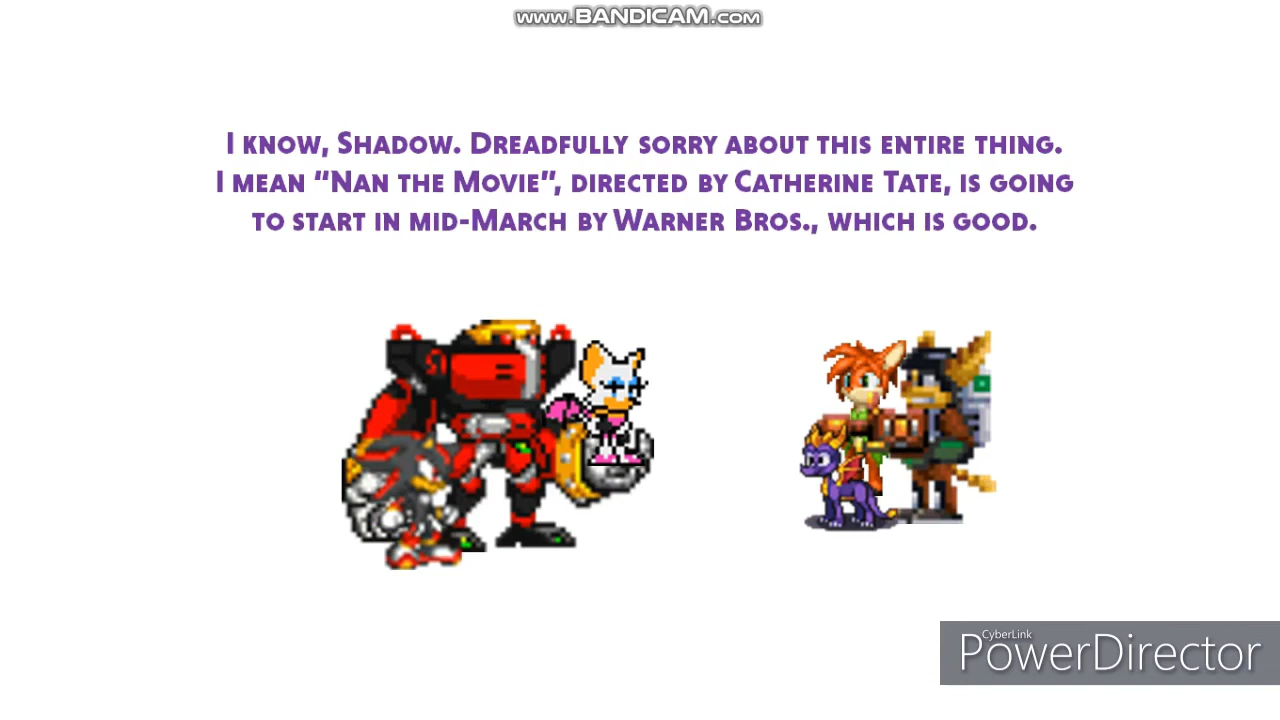 www.BANDICAM.com
I know, Shadow. Dreadfully sorry about this entire thing.
I mean “Nan the Movie”, directed by Catherine Tate, is going
to start in mid-March by Warner Bros., which is good.
CyberLink
PowerDirector